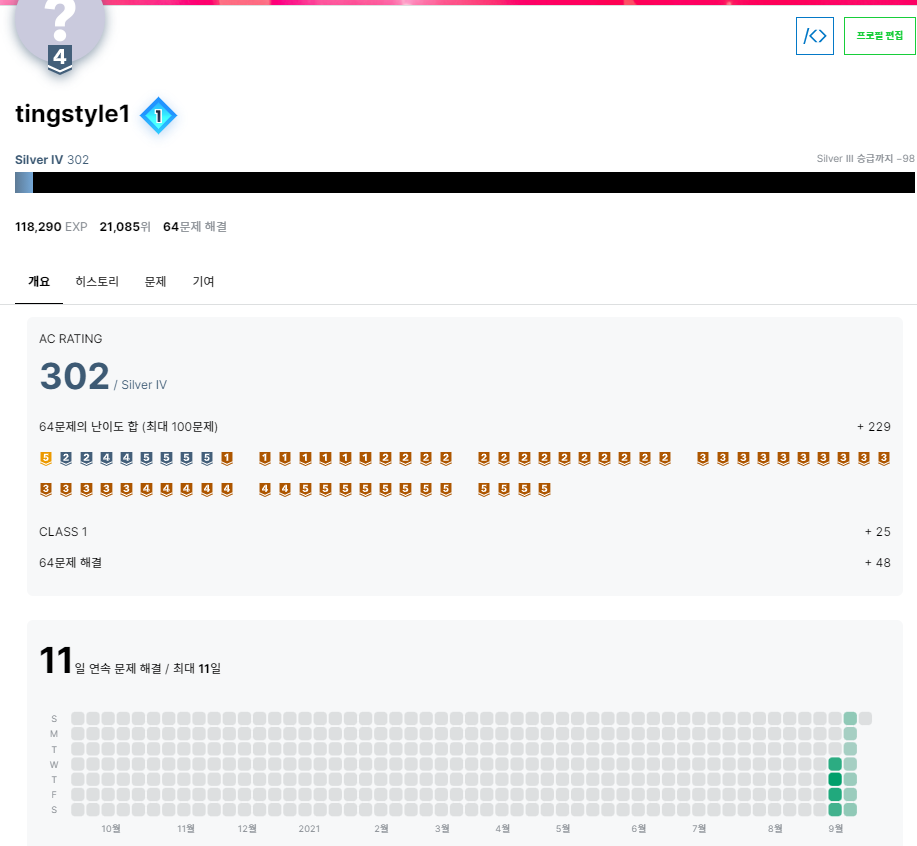 ?
4
/<>
프로필 편집
tingstyle1 1
Silver IV 302
Silver III 승급까지 −98
118,290 EXP 21,085위 64문제 해결
개요 히스토리 문제 기여
AC RATING
302 / Silver IV
64문제의 난이도 합 (최대 100문제) + 229
5 2 2 4 4 5 5 5 5 1 1 1 1 1 1 1 2 2 2 2 2 2 2 2 2 2 2 2 2 2 3 3 3 3 3 3 3 3 3 3
3 3 3 3 3 4 4 4 4 4 4 4 5 5 5 5 5 5 5 5 5 5 5 5
CLASS 1 + 25
64문제 해결 + 48
11일 연속 문제 해결 / 최대 11일
S
M
T
W
T
F
S
10월 11월 12월 2021 2월 3월 4월 5월 6월 7월 8월 9월